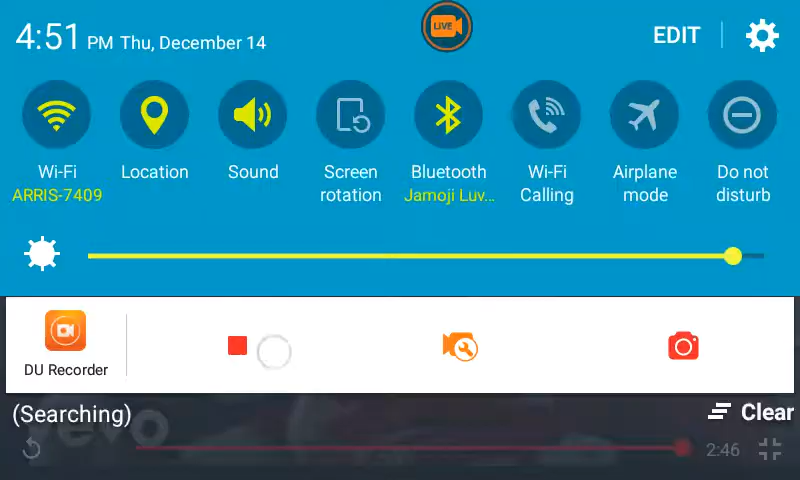 4:51 PM Thu, December 14
LIVE
EDIT
Wi-Fi
ARRIS-7409
Location
Sound
Screen
rotation
Bluetooth
Jamoji Luv...
Wi-Fi
Calling
Airplane
mode
Do not
disturb
DU Recorder
(Searching)
Clear
vevo
2:46